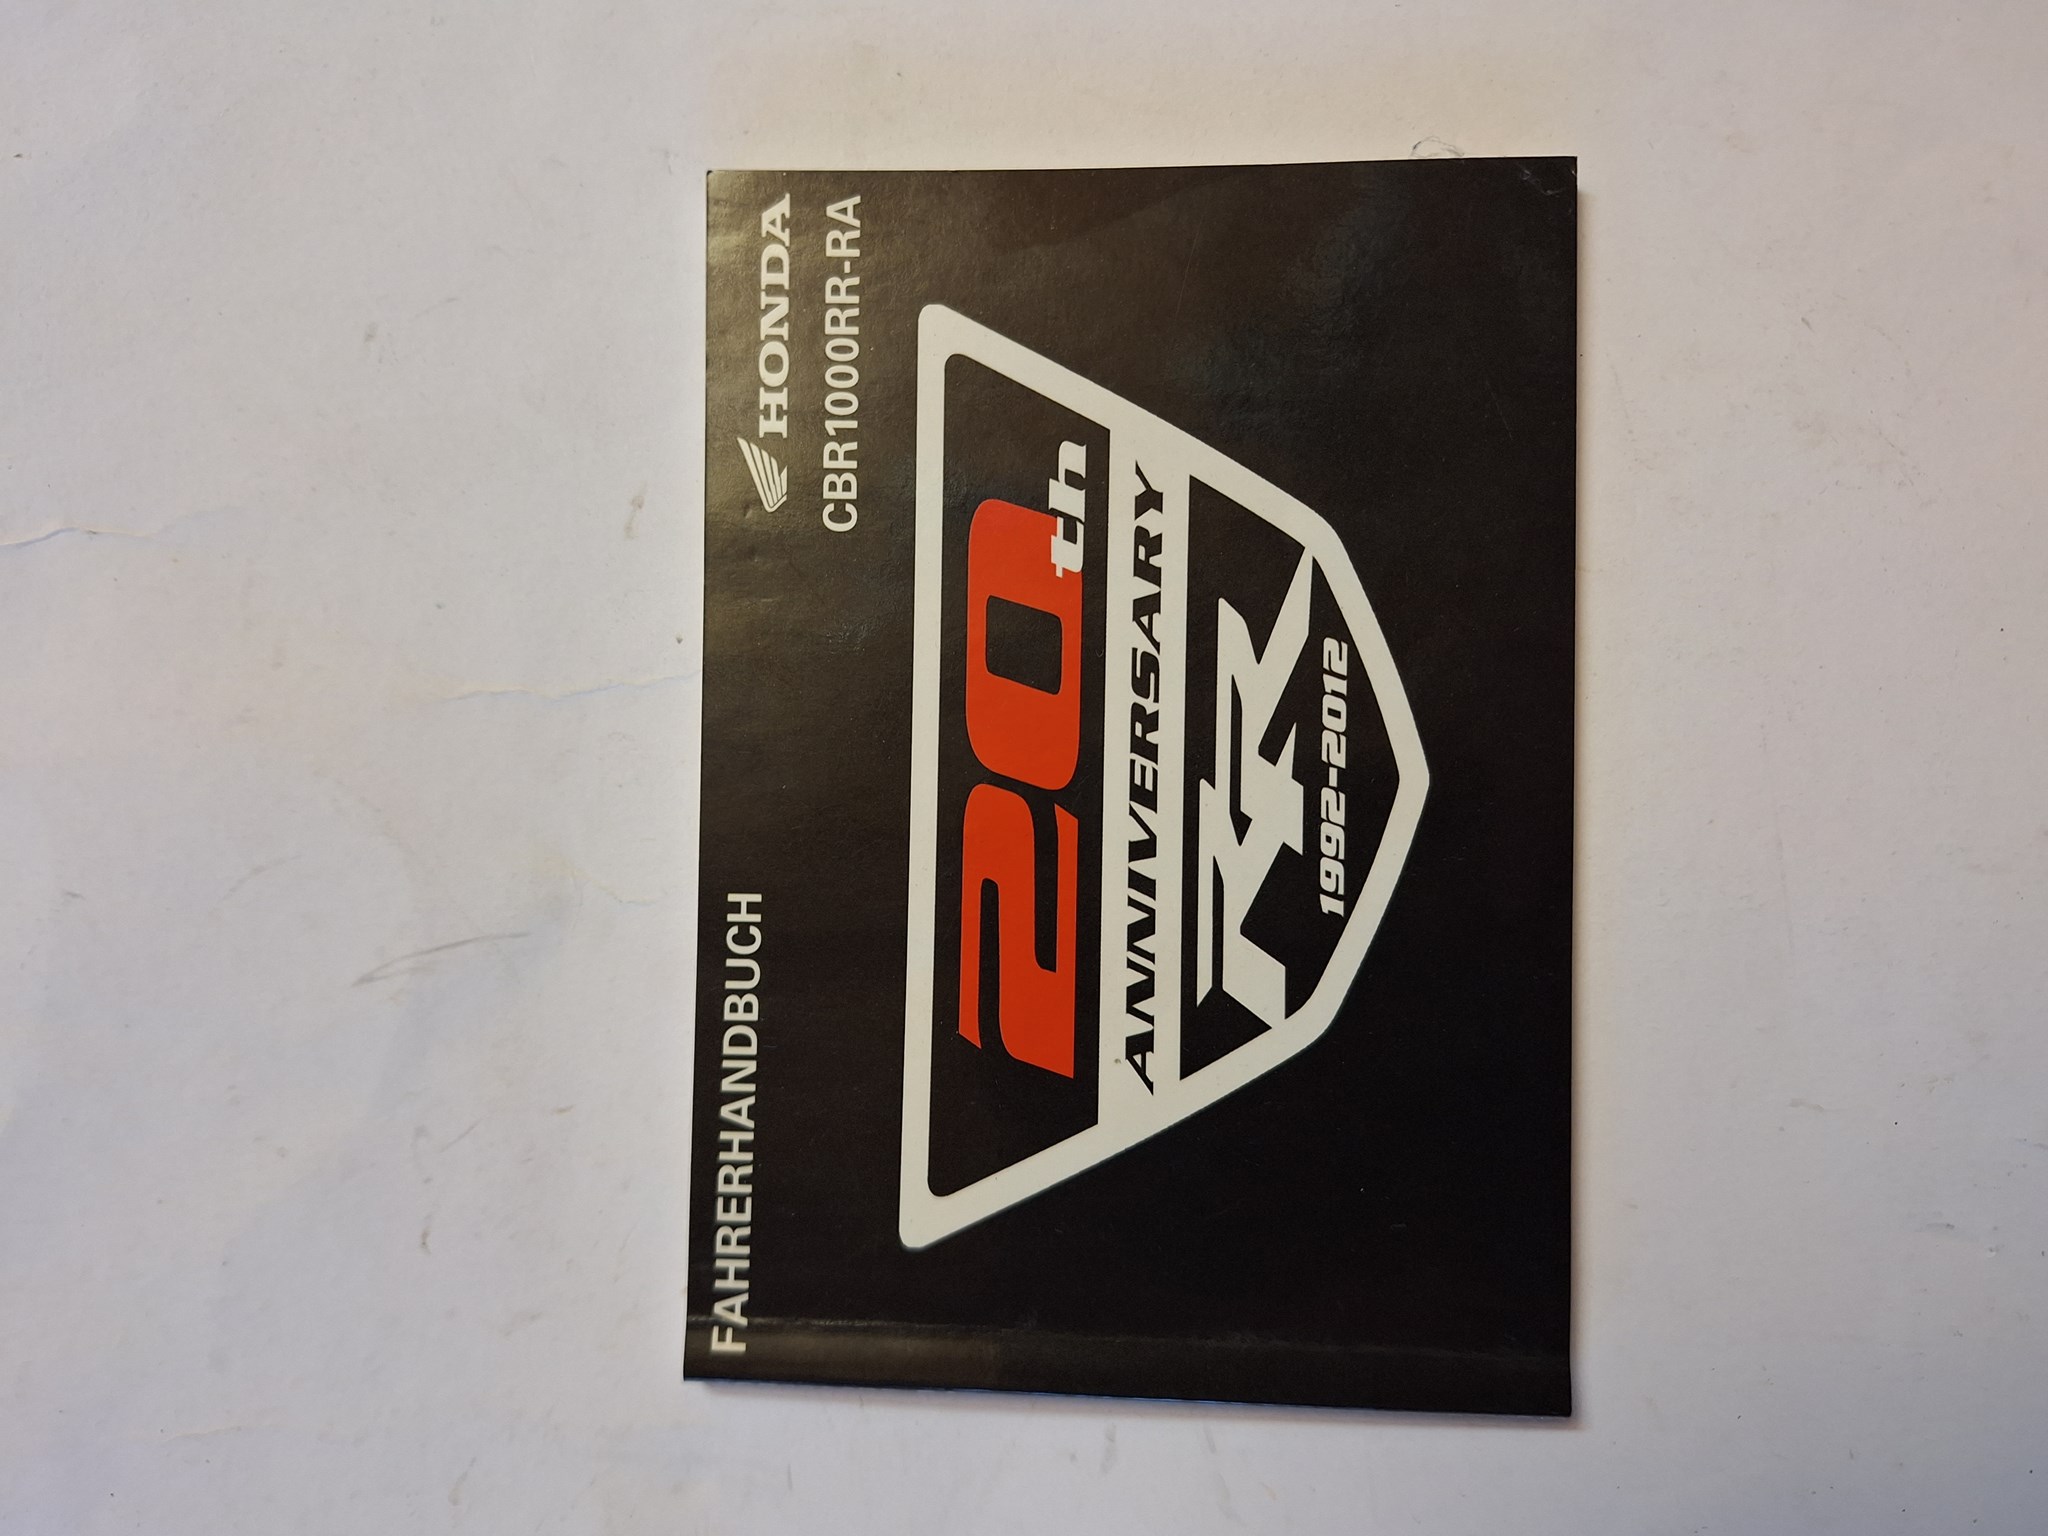 FAHRERHANDBUCH
HONDA
CBR1000RR-RA
20th
ANNIVERSARY
RR
1992-2012